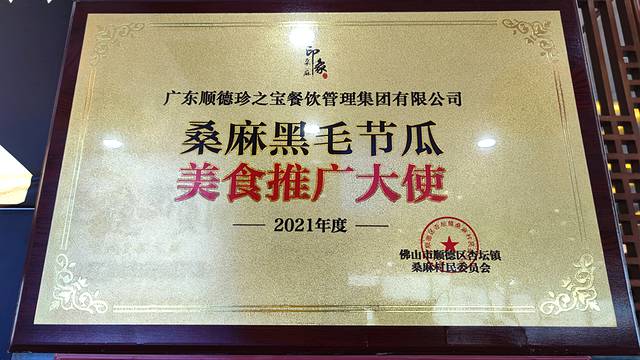 印象
桑麻
广东顺德珍之宝餐饮管理集团有限公司
桑麻黑毛节瓜
美食推广大使
2021年度
佛山市顺德区杏坛镇
桑麻村民委员会